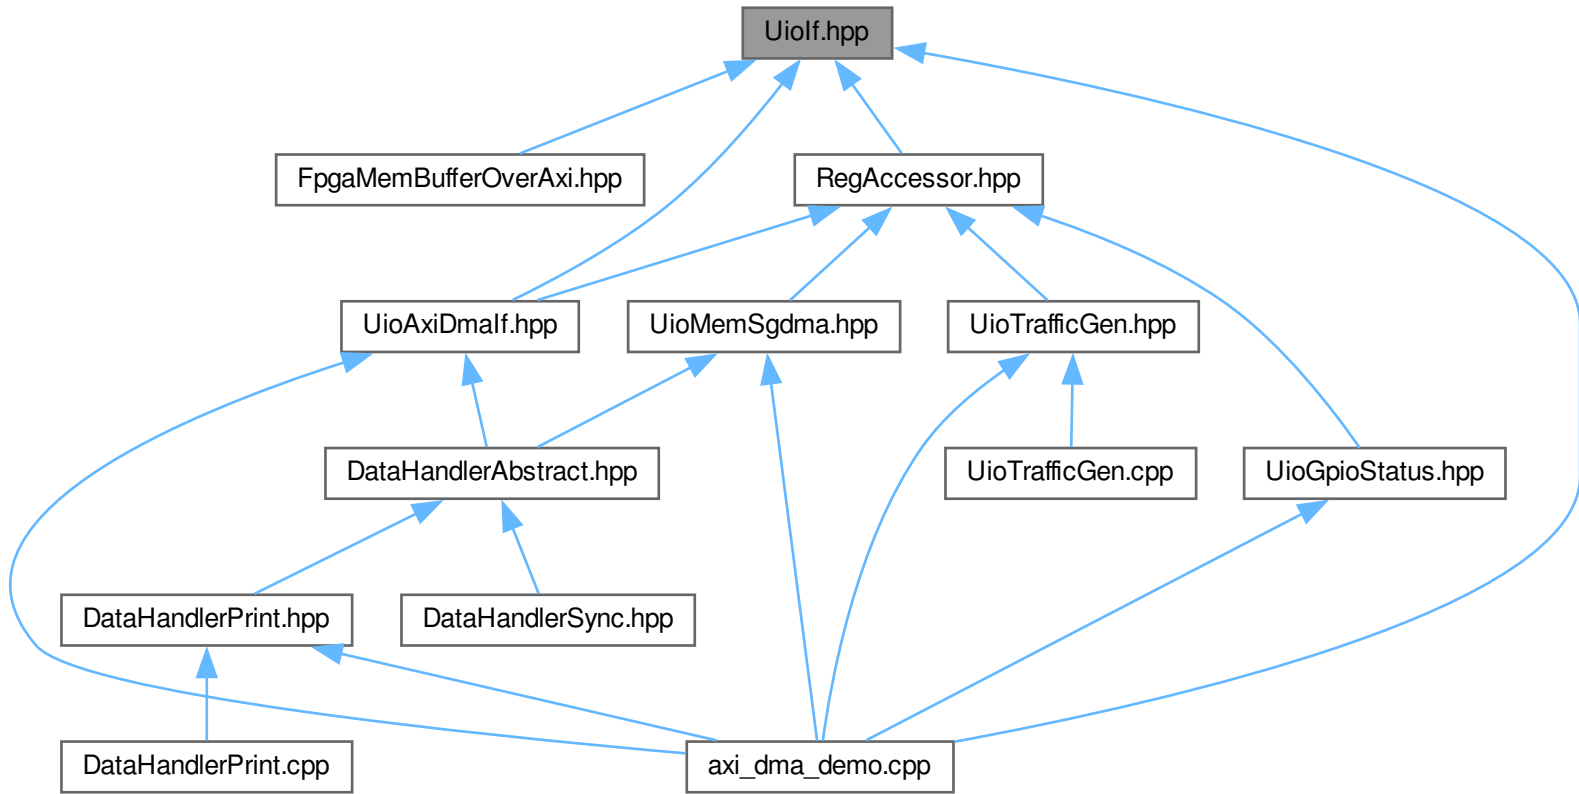 UioIf.hpp
FpgaMemBufferOverAxi.hpp
RegAccessor.hpp
UioAxiDmaIf.hpp
UioMemSgdma.hpp
UioTrafficGen.hpp
DataHandlerAbstract.hpp
UioTrafficGen.cpp
UioGpioStatus.hpp
DataHandlerPrint.hpp
DataHandlerSync.hpp
DataHandlerPrint.cpp
axi_dma_demo.cpp